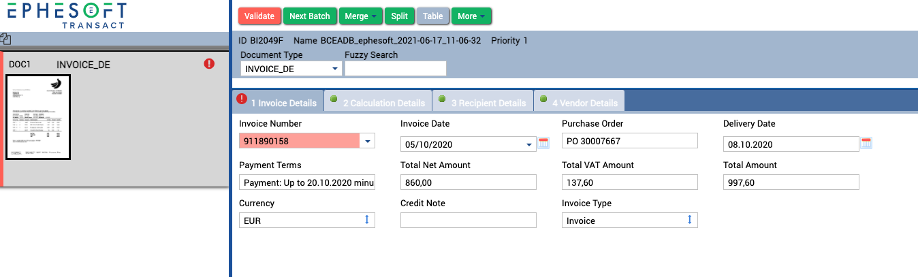 EPHESOFT
TRANSACT
Validate Next Batch Merge Split Table More
ID BI2049F Name BCEADB_ephesoft_2021-06-17_11-06-32 Priority 1
Document Type Fuzzy Search
INVOICE_DE
DOC1 INVOICE_DE
1 Invoice Details 2 Calculation Details 3 Recipient Details 4 Vendor Details
Invoice Number Invoice Date Purchase Order Delivery Date
911890158 05/10/2020 PO 30007667 08.10.2020
Payment Terms Total Net Amount Total VAT Amount Total Amount
Payment: Up to 20.10.2020 minu 860,00 137,60 997,60
Currency Credit Note Invoice Type
EUR Invoice